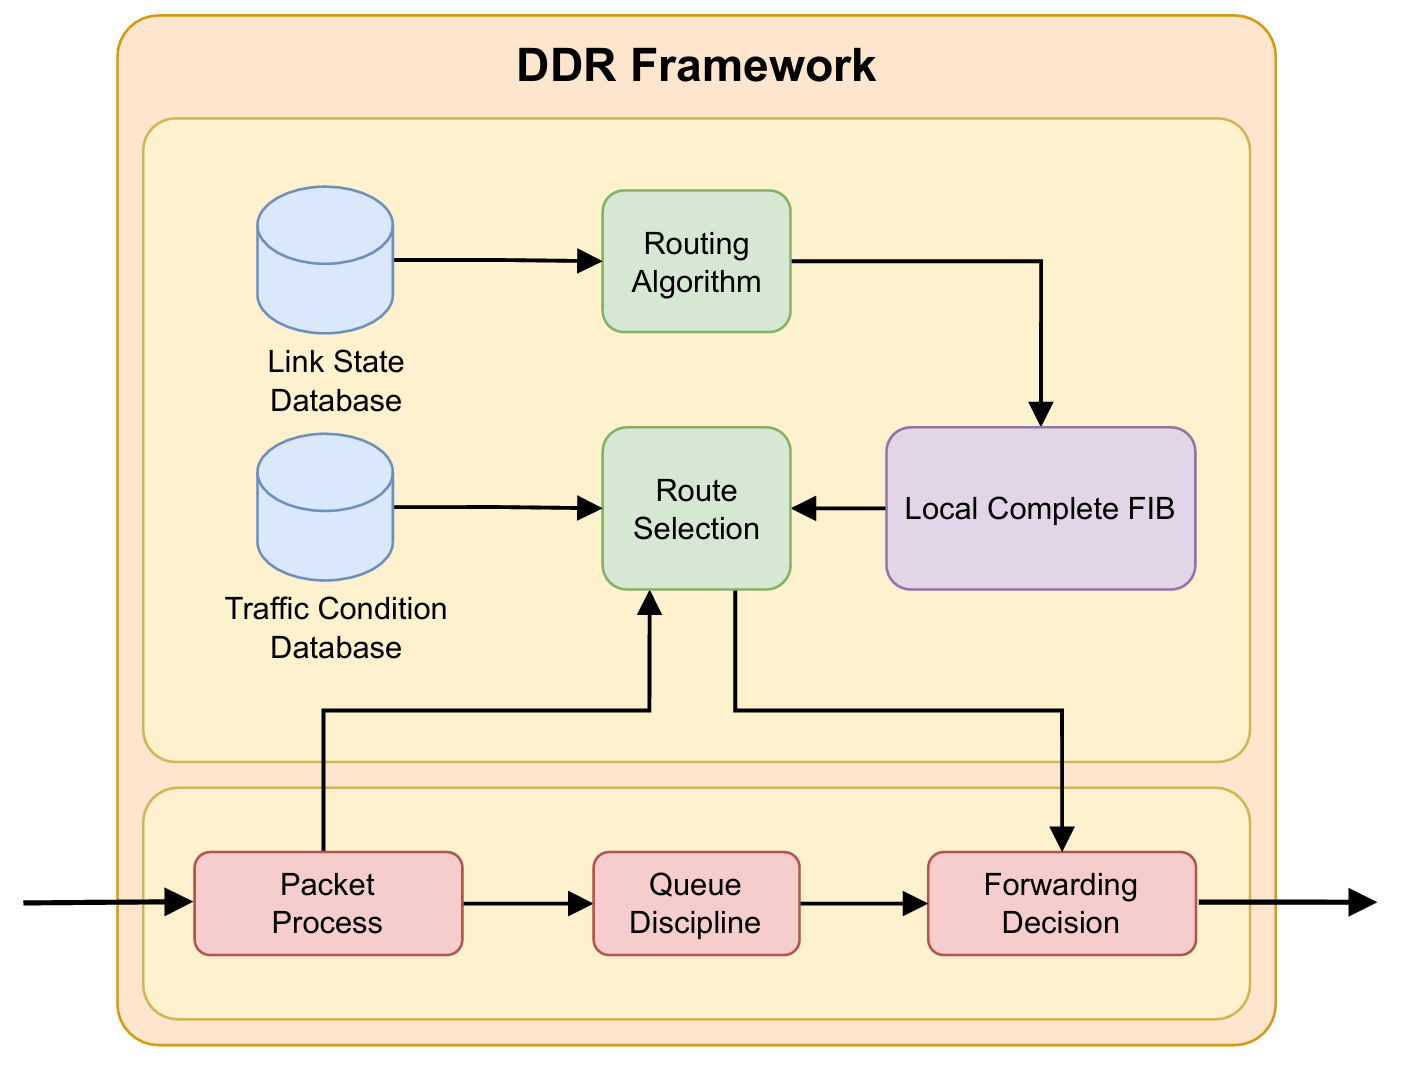 DDR Framework
Routing
Algorithm
Link State
Database
Route
Selection
Local Complete FIB
Traffic Condition
Database
Packet
Process
Queue
Discipline
Forwarding
Decision